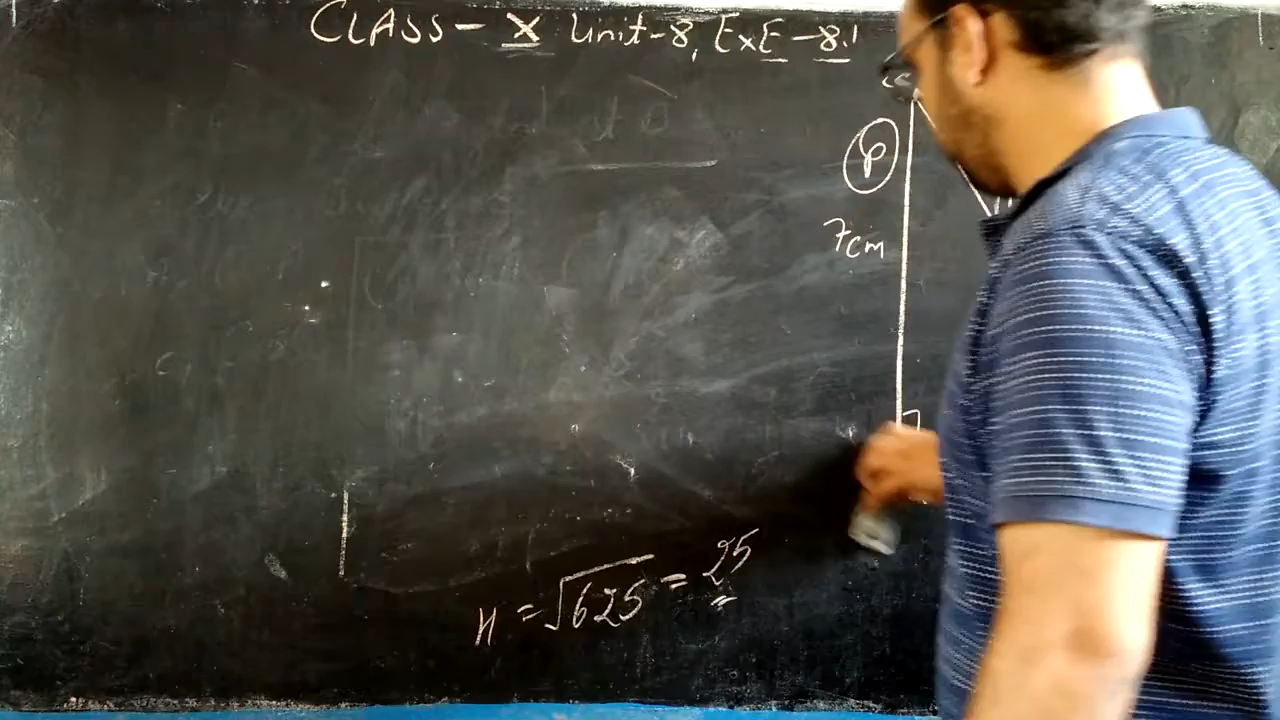 CLASS - X Unit-8, ExE-8.1
P
7cm
H = √625 = 25